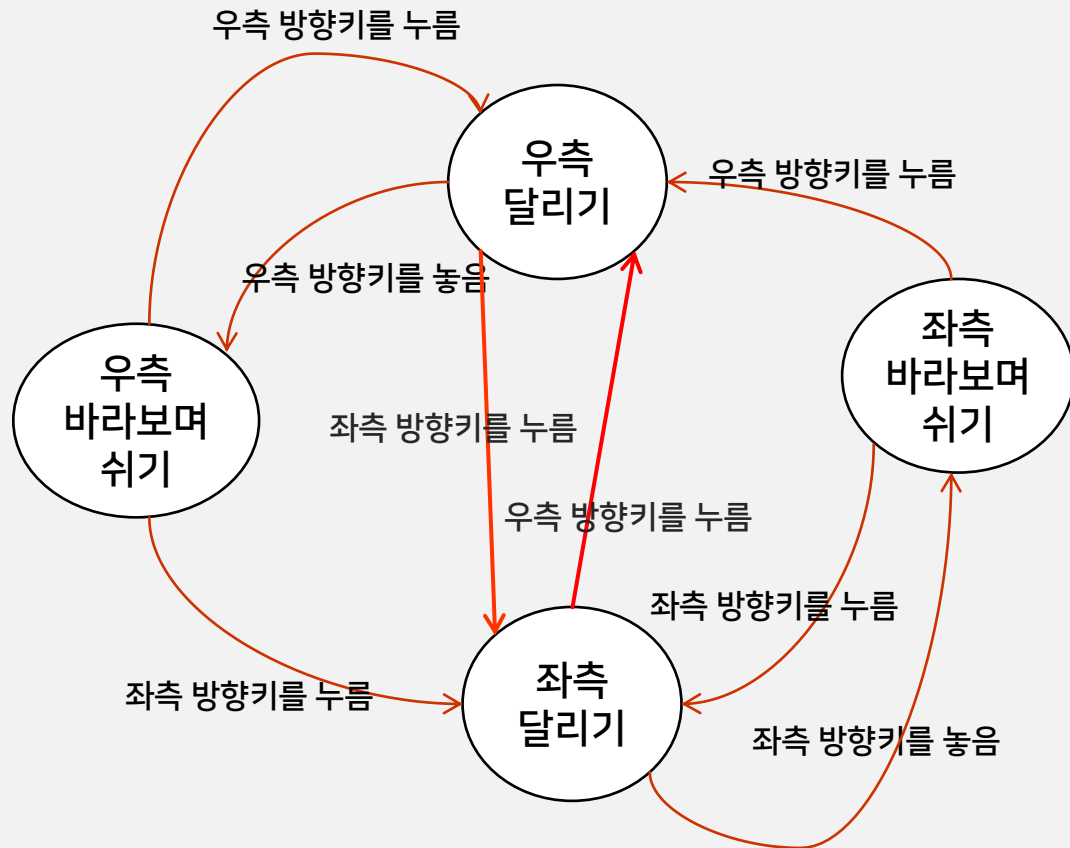 우측 방향키를 누름
우측
달리기
우측 방향키를 누름
우측 방향키를 놓음
좌측
바라보며
쉬기
우측
바라보며
쉬기
좌측 방향키를 누름
우측 방향키를 누름
좌측 방향키를 누름
좌측
달리기
좌측 방향키를 누름
좌측 방향키를 놓음